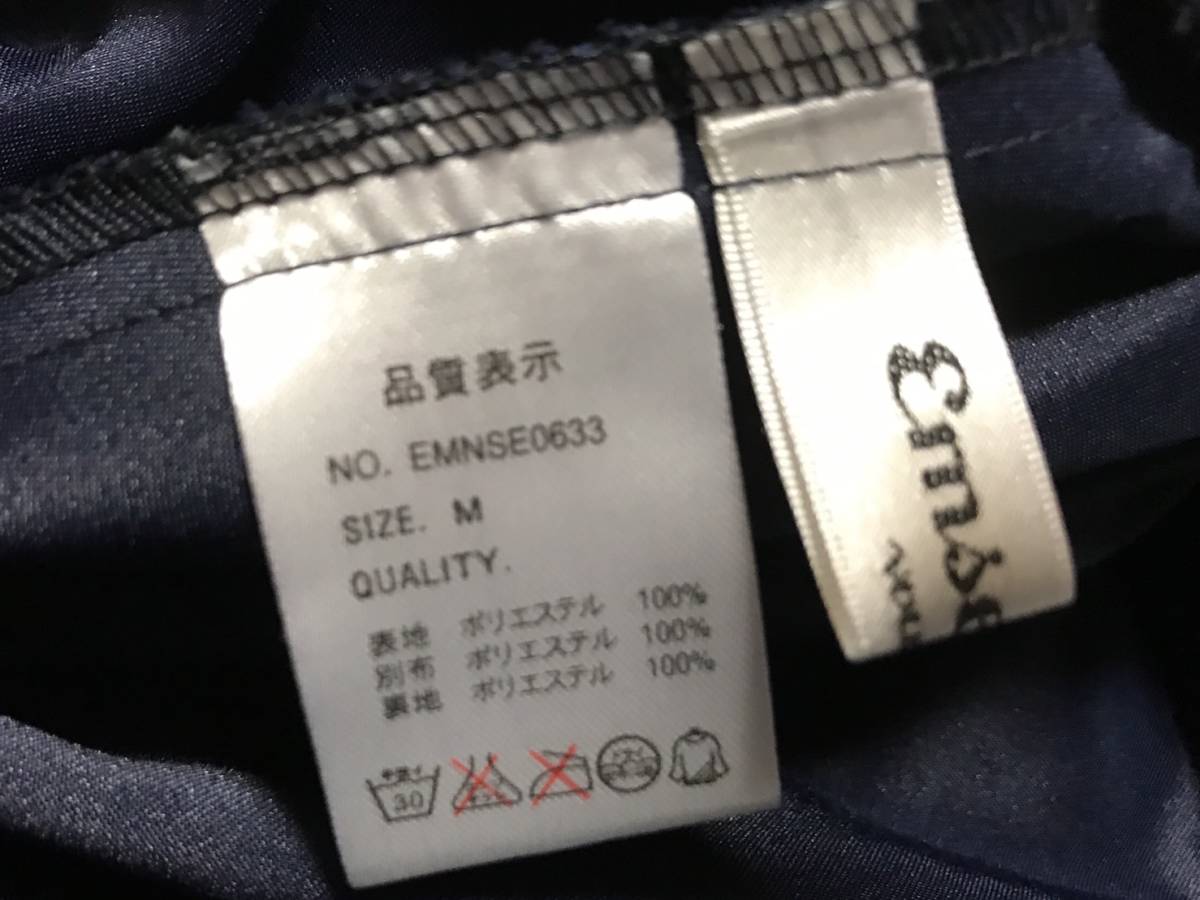 品質表示
NO. EMNSE0633
SIZE. M
QUALITY.
表地 ポリエステル 100%
別布 ポリエステル 100%
裏地 ポリエステル 100%
30